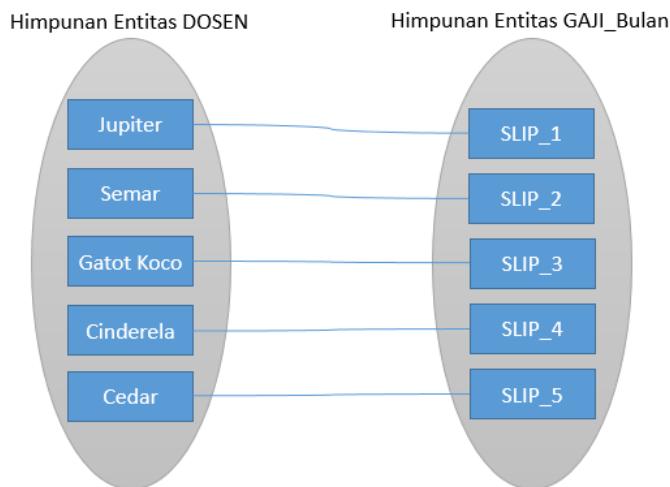 Himpunan Entitas DOSEN
Himpunan Entitas GAJI_Bulan
Jupiter
SLIP_1
Semar
SLIP_2
Gatot Koco
SLIP_3
Cinderela
SLIP_4
Cedar
SLIP_5